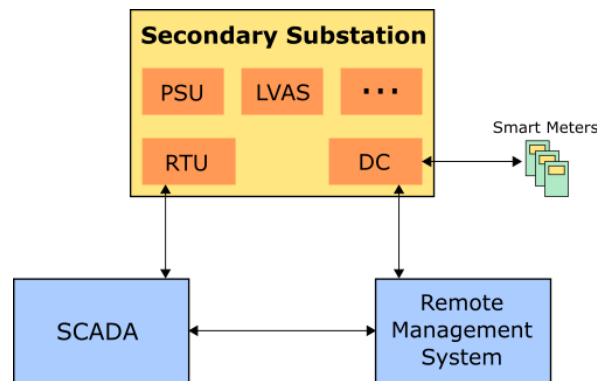 Secondary Substation
PSU
LVAS
...
RTU
DC
Smart Meters
SCADA
Remote
Management
System